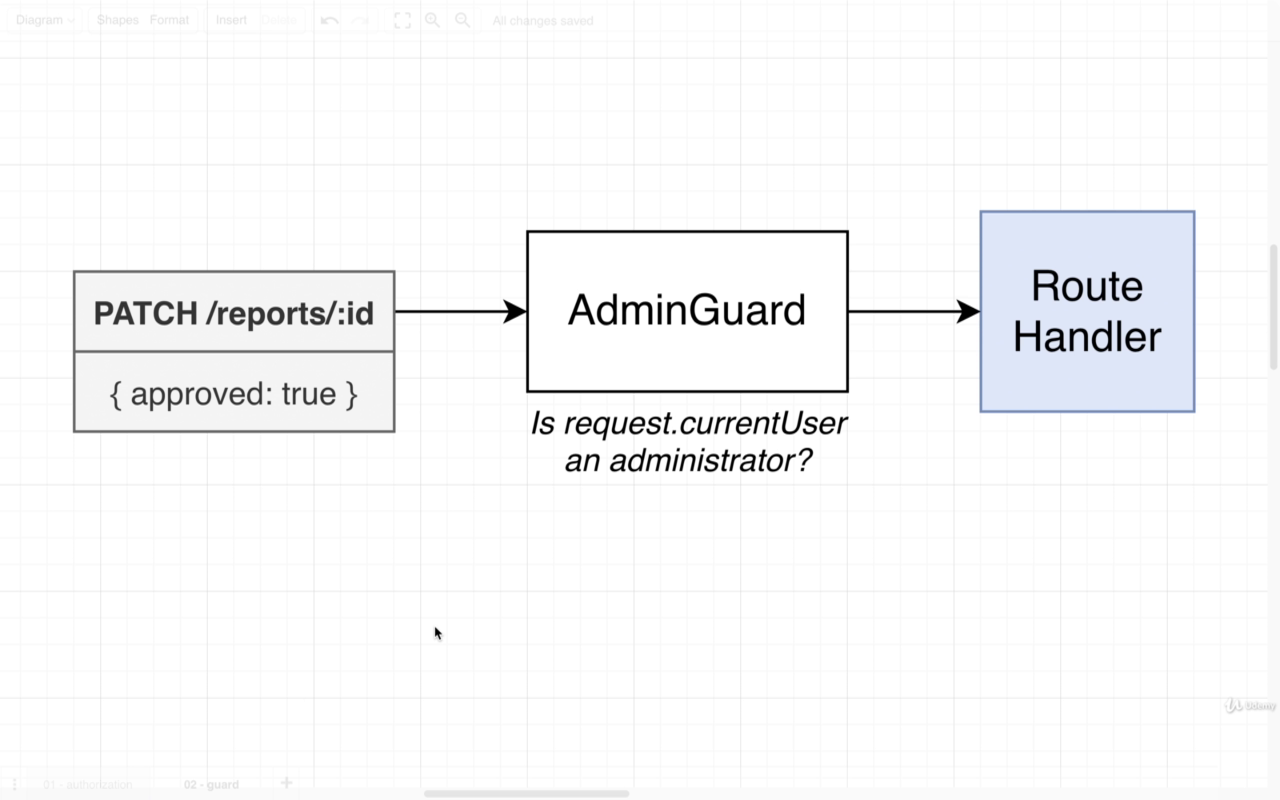 Diagram Shapes Format Insert Delete All changes saved
PATCH /reports/:id
{ approved: true }
AdminGuard
Is request.currentUser
an administrator?
Route
Handler
Udemy
01 - authorization 02 - guard